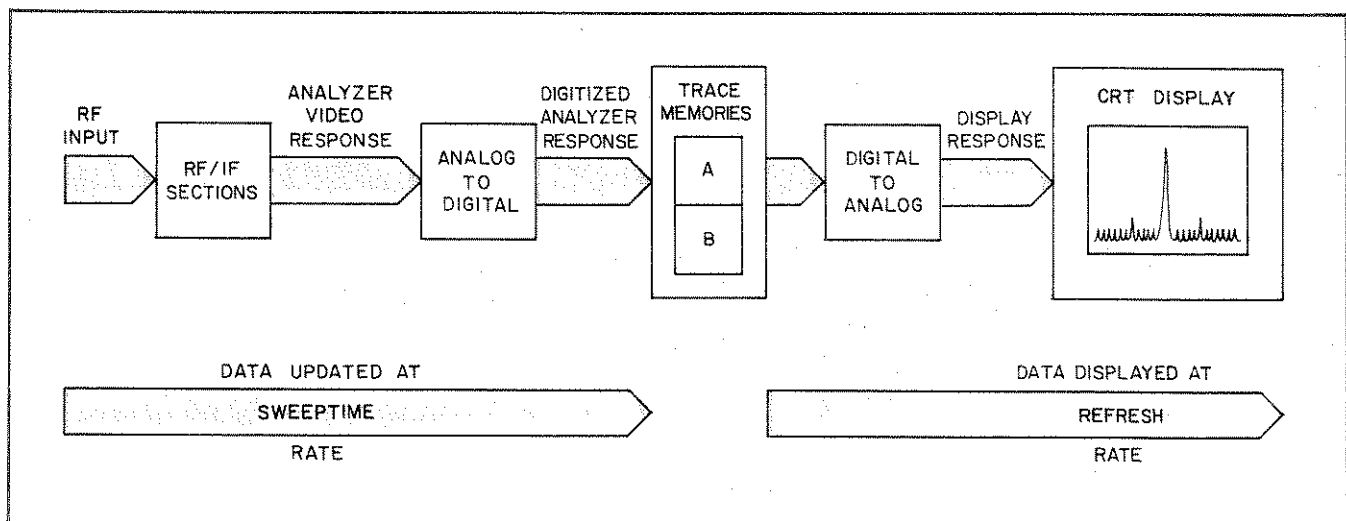 RF
INPUT
RF/IF
SECTIONS
ANALYZER
VIDEO
RESPONSE
ANALOG
TO
DIGITAL
DIGITIZED
ANALYZER
RESPONSE
TRACE
MEMORIES
A
B
DIGITAL
TO
ANALOG
DISPLAY
RESPONSE
CRT DISPLAY
DATA UPDATED AT
SWEEPTIME
RATE
DATA DISPLAYED AT
REFRESH
RATE